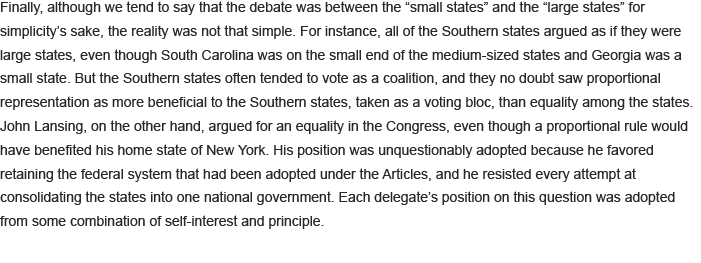 Finally, although we tend to say that the debate was between the “small states” and the “large states” for
simplicity’s sake, the reality was not that simple. For instance, all of the Southern states argued as if they were
large states, even though South Carolina was on the small end of the medium-sized states and Georgia was a
small state. But the Southern states often tended to vote as a coalition, and they no doubt saw proportional
representation as more beneficial to the Southern states, taken as a voting bloc, than equality among the states.
John Lansing, on the other hand, argued for an equality in the Congress, even though a proportional rule would
have benefited his home state of New York. His position was unquestionably adopted because he favored
retaining the federal system that had been adopted under the Articles, and he resisted every attempt at
consolidating the states into one national government. Each delegate’s position on this question was adopted
from some combination of self-interest and principle.